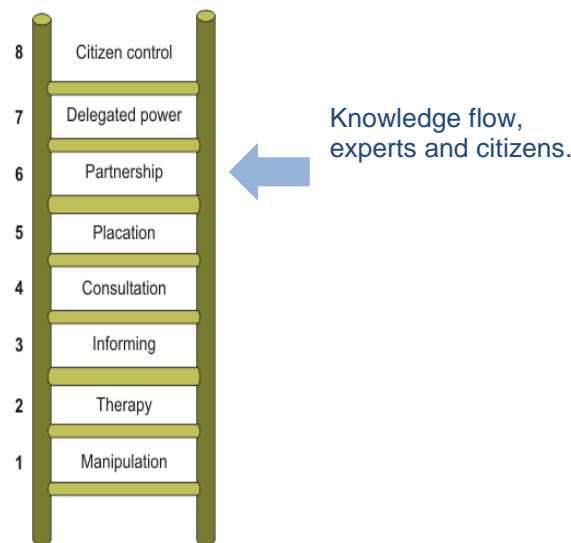 8 Citizen control
7 Delegated power
Knowledge flow,
experts and citizens.
6 Partnership
5 Placation
4 Consultation
3 Informing
2 Therapy
1 Manipulation